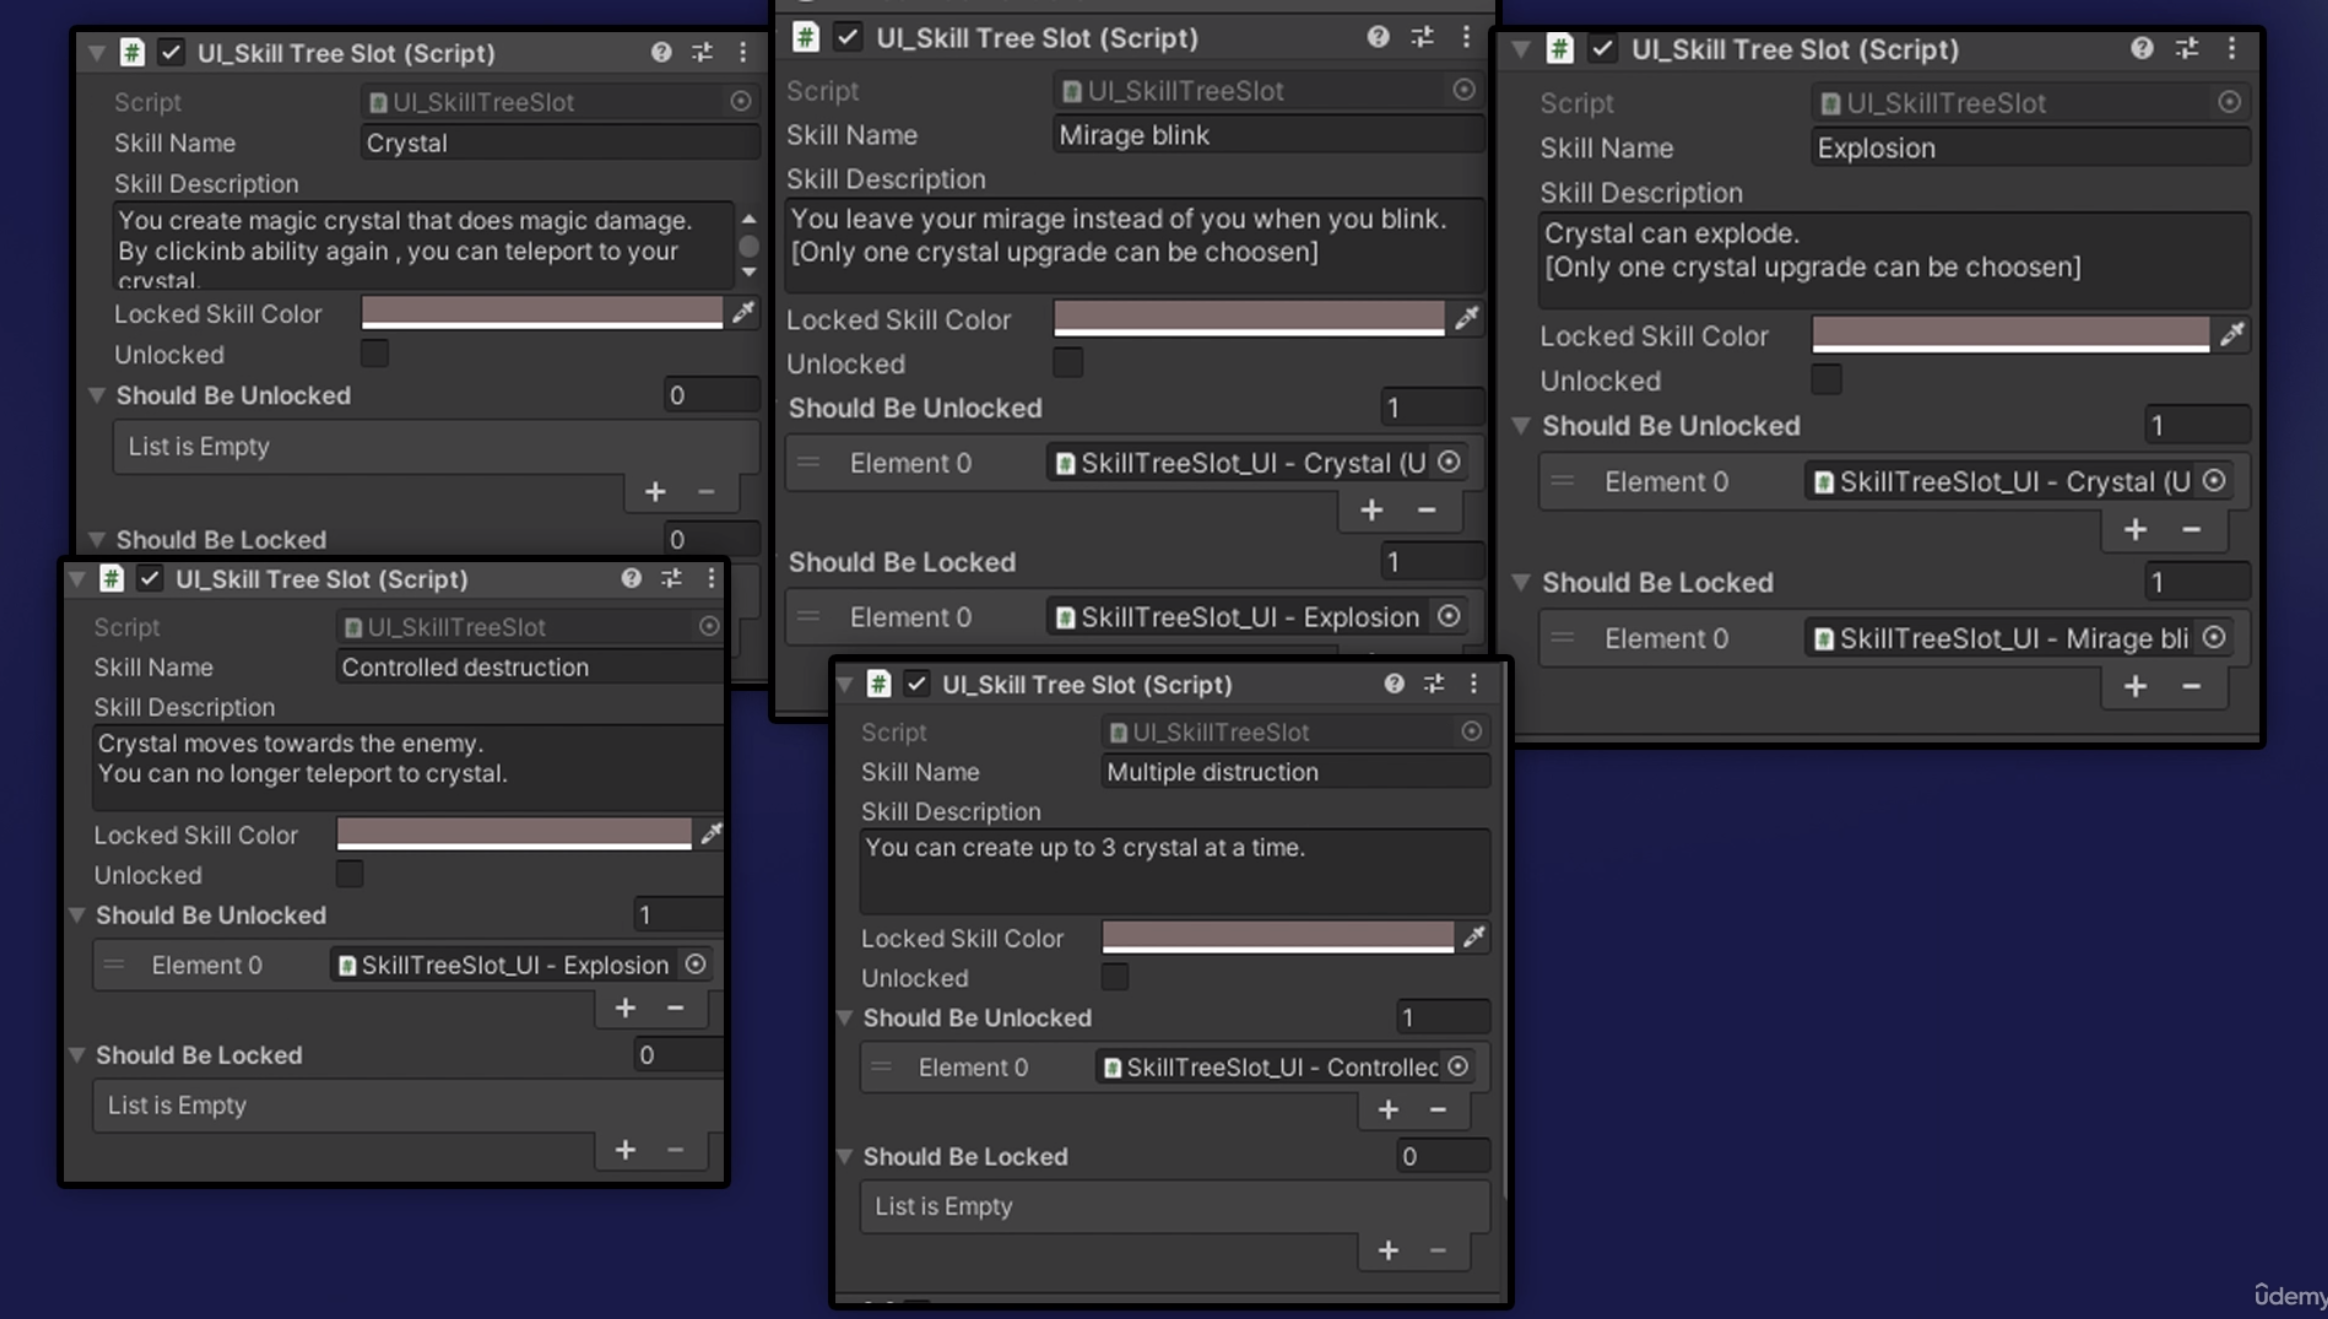 UI_Skill Tree Slot (Script)
Script UI_SkillTreeSlot
Skill Name Crystal
Skill Description
You create magic crystal that does magic damage.
By clickinb ability again , you can teleport to your
crystal.
Locked Skill Color
Unlocked
Should Be Unlocked 0
List is Empty
+ −
Should Be Locked 0
UI_Skill Tree Slot (Script)
Script UI_SkillTreeSlot
Skill Name Mirage blink
Skill Description
You leave your mirage instead of you when you blink.
[Only one crystal upgrade can be choosen]
Locked Skill Color
Unlocked
Should Be Unlocked 1
Element 0 SkillTreeSlot_UI - Crystal (U
+ −
Should Be Locked 1
Element 0 SkillTreeSlot_UI - Explosion
UI_Skill Tree Slot (Script)
Script UI_SkillTreeSlot
Skill Name Explosion
Skill Description
Crystal can explode.
[Only one crystal upgrade can be choosen]
Locked Skill Color
Unlocked
Should Be Unlocked 1
Element 0 SkillTreeSlot_UI - Crystal (U
+ −
Should Be Locked 1
Element 0 SkillTreeSlot_UI - Mirage bli
+ −
UI_Skill Tree Slot (Script)
Script UI_SkillTreeSlot
Skill Name Controlled destruction
Skill Description
Crystal moves towards the enemy.
You can no longer teleport to crystal.
Locked Skill Color
Unlocked
Should Be Unlocked 1
Element 0 SkillTreeSlot_UI - Explosion
+ −
Should Be Locked 0
List is Empty
+ −
UI_Skill Tree Slot (Script)
Script UI_SkillTreeSlot
Skill Name Multiple distruction
Skill Description
You can create up to 3 crystal at a time.
Locked Skill Color
Unlocked
Should Be Unlocked 1
Element 0 SkillTreeSlot_UI - Controllec
+ −
Should Be Locked 0
List is Empty
+ −
udemy